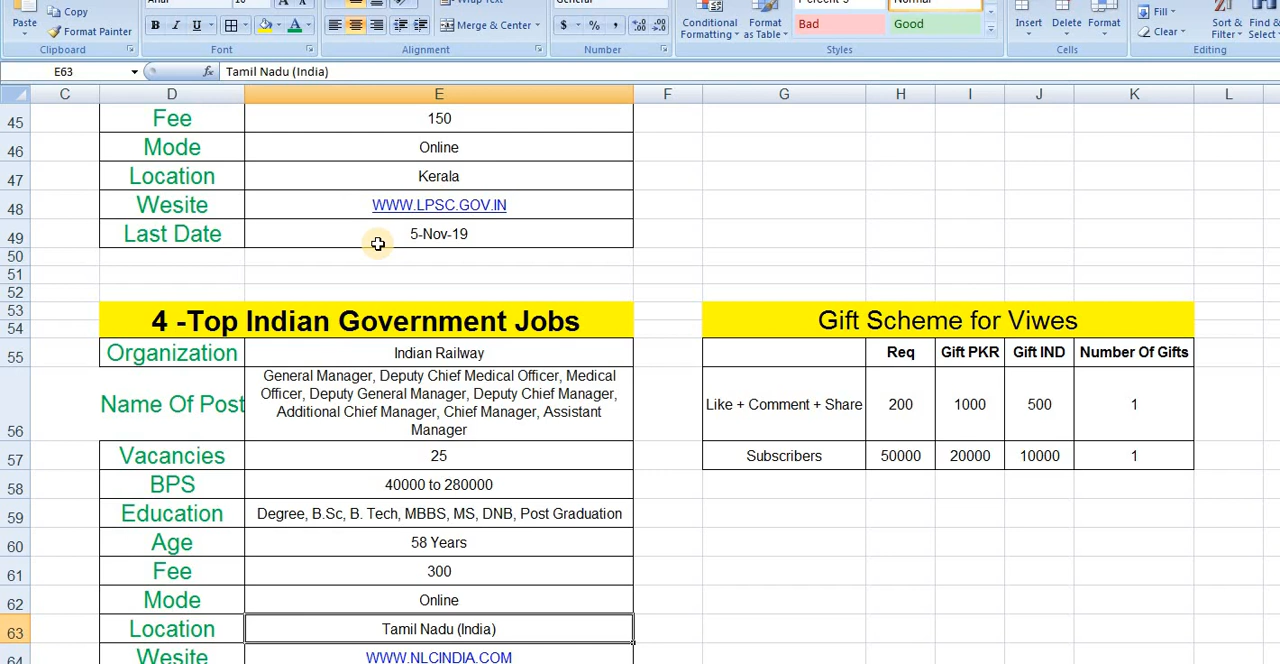 Copy
Paste
Format Painter
Clipboard
B I U
Font
Merge & Center
Alignment
$ % ,
Number
Conditional Formatting
Format as Table
Bad
Good
Styles
Insert
Delete
Format
Cells
Fill
Clear
Sort & Filter
Find & Select
Editing
E63
fx
Tamil Nadu (India)
C D E F G H I J K L
45 Fee 150
46 Mode Online
47 Location Kerala
48 Wesite WWW.LPSC.GOV.IN
49 Last Date 5-Nov-19
50
51
52
53
54
4 -Top Indian Government Jobs
Gift Scheme for Viwes
55 Organization Indian Railway
Req Gift PKR Gift IND Number Of Gifts
56 Name Of Post
General Manager, Deputy Chief Medical Officer, Medical
Officer, Deputy General Manager, Deputy Chief Manager,
Additional Chief Manager, Chief Manager, Assistant
Manager
Like + Comment + Share 200 1000 500 1
57 Vacancies 25
Subscribers 50000 20000 10000 1
58 BPS 40000 to 280000
59 Education Degree, B.Sc, B. Tech, MBBS, MS, DNB, Post Graduation
60 Age 58 Years
61 Fee 300
62 Mode Online
63 Location Tamil Nadu (India)
64 Wesite WWW.NLCINDIA.COM